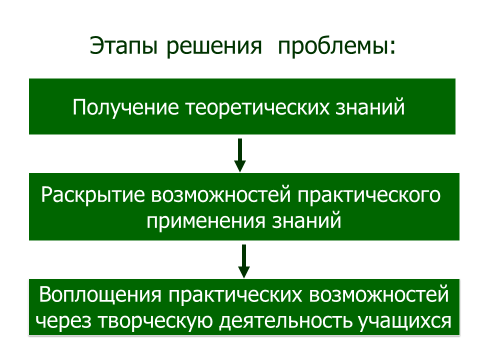 Этапы решения  проблемы:
Получение теоретических знаний
Раскрытие возможностей практического
применения знаний
Воплощения практических возможностей
через творческую деятельность учащихся